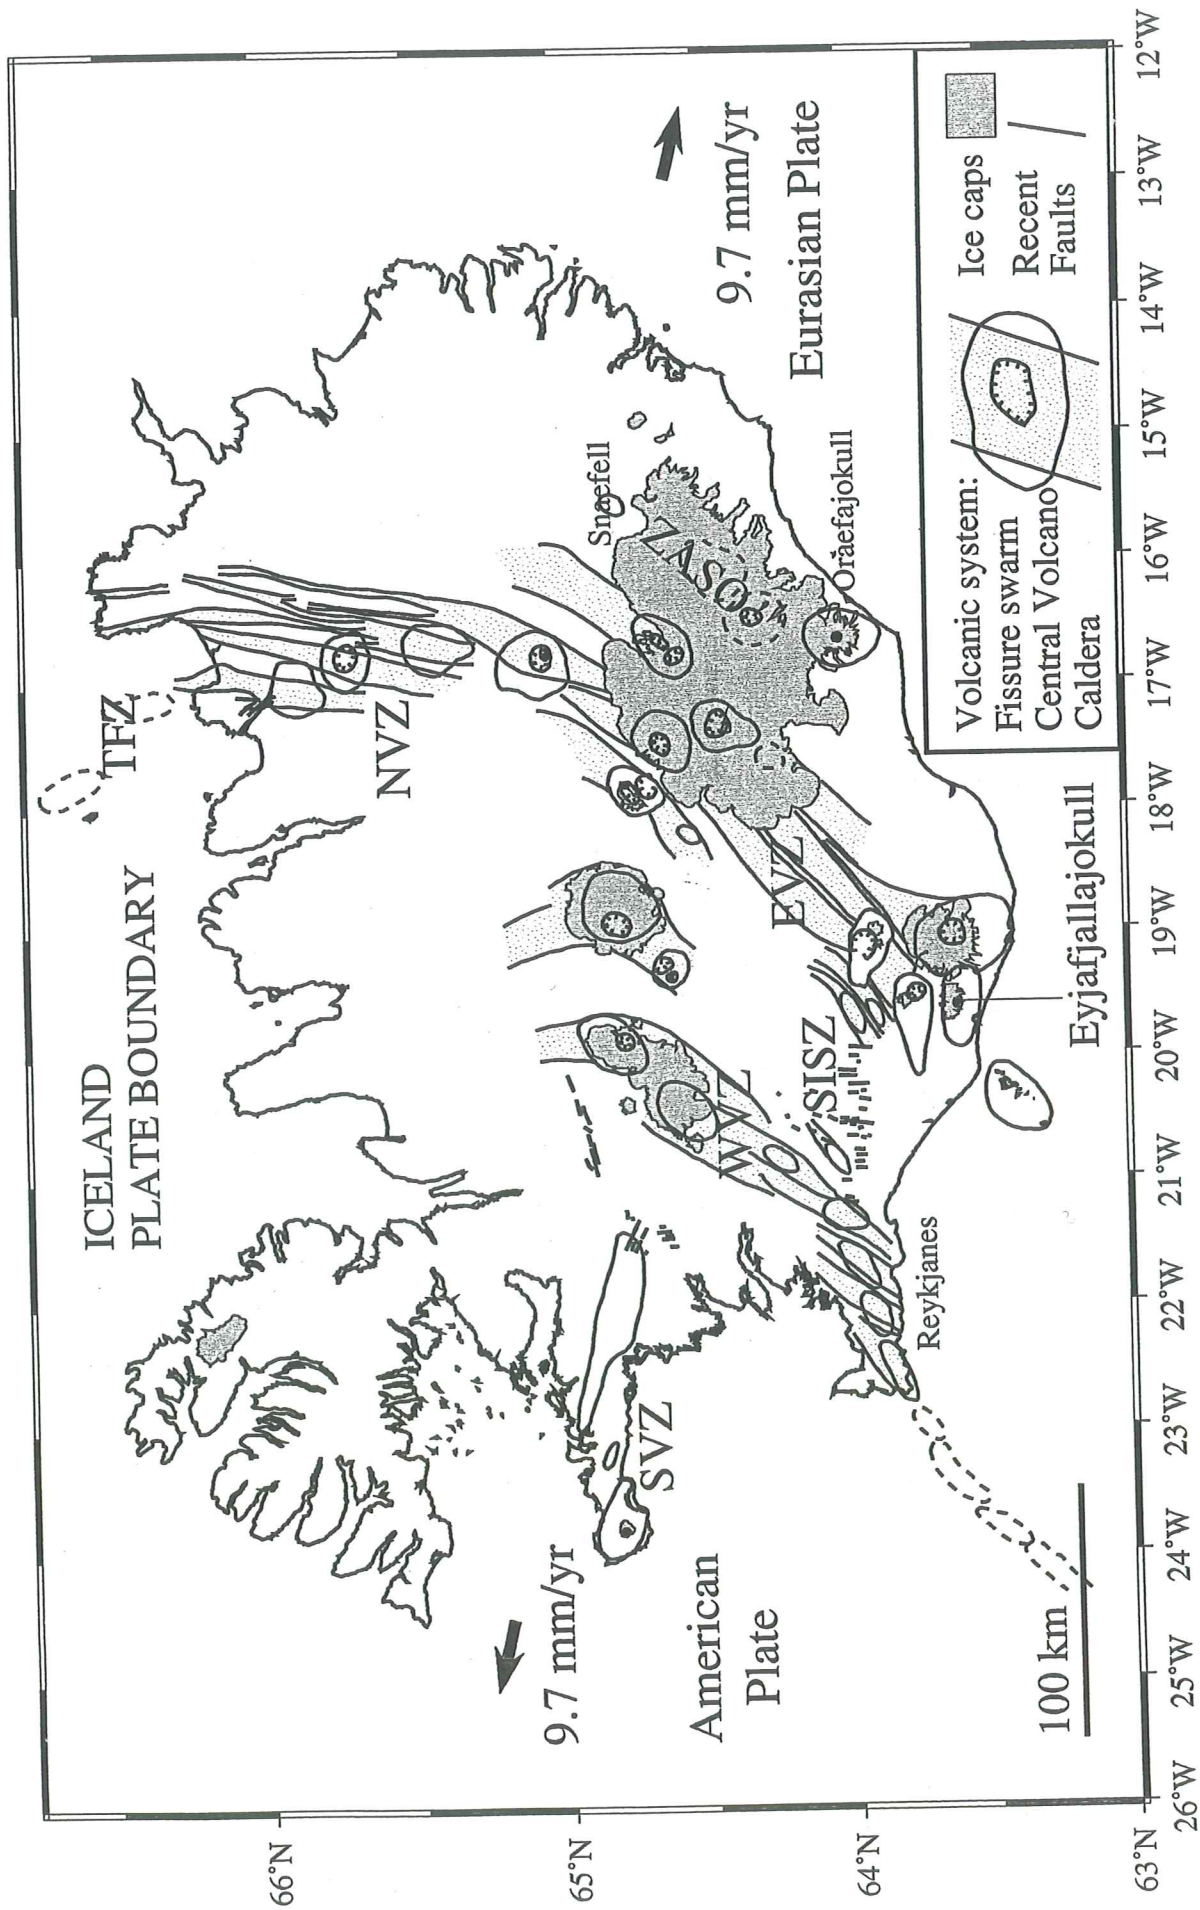 ICELAND
PLATE BOUNDARY
TFZ
NVZ
9.7 mm/yr
American
Plate
9.7 mm/yr
Eurasian Plate
Snaefell
OSVZ
Oraefajokull
EVZ
WVZ
SISZ
SVZ
Reykjanes
Eyjafjallajokull
100 km
Volcanic system:
Fissure swarm
Central Volcano
Caldera
Ice caps
Recent
Faults
66°N
65°N
64°N
63°N
26°W
25°W
24°W
23°W
22°W
21°W
20°W
19°W
18°W
17°W
16°W
15°W
14°W
13°W
12°W